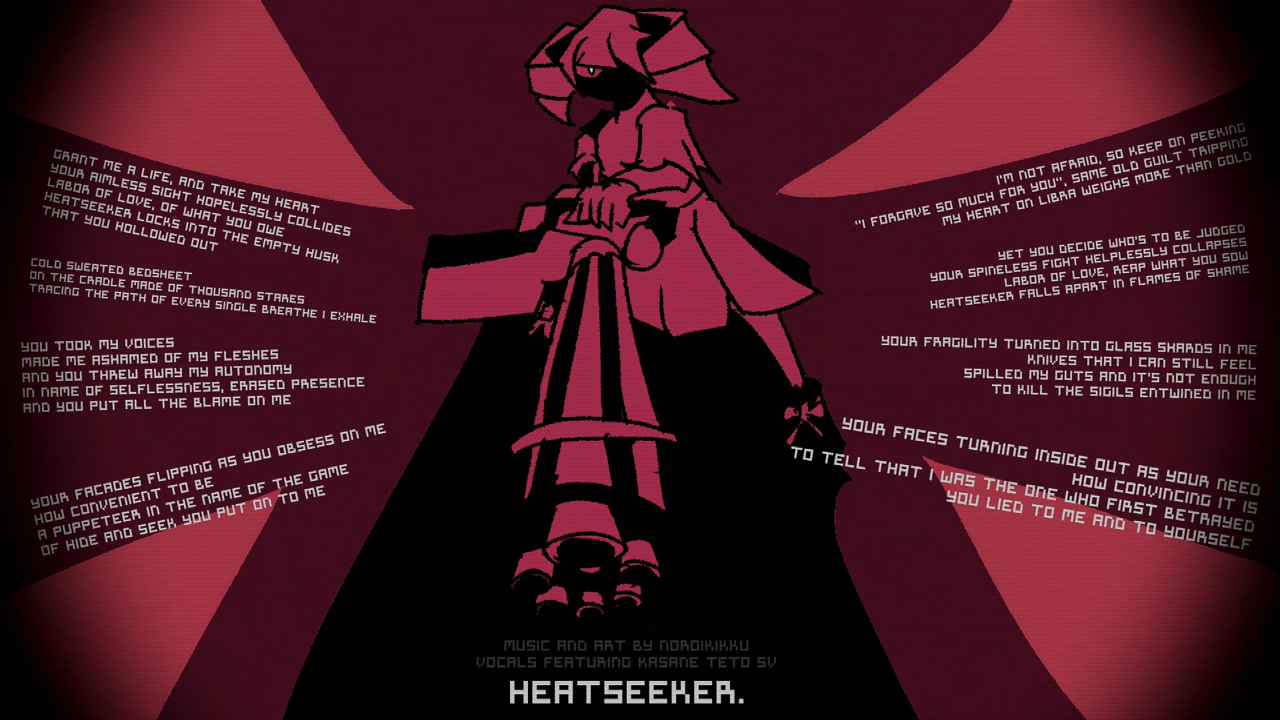 GRANT ME A LIFE, AND TAKE MY HEART
YOUR AIMLESS SIGHT HOPELESSLY COLLIDES
LABOR OF LOVE, OF WHAT YOU OWE
HEATSEEKER LOCKS INTO THE EMPTY HUSK
THAT YOU HOLLOWED OUT
COLD SWEATED BEDSHEET
ON THE CRADLE MADE OF THOUSAND STARES
TRACING THE PATH OF EVERY SINGLE BREATHE I EXHALE
YOU TOOK MY VOICES
MADE ME ASHAMED OF MY FLESHES
AND YOU THREW AWAY MY AUTONOMY
IN NAME OF SELFLESSNESS, ERASED PRESENCE
AND YOU PUT ALL THE BLAME ON ME
YOUR FACADES FLIPPING AS YOU OBSESS ON ME
HOW CONVENIENT TO BE
A PUPPETEER IN THE NAME OF THE GAME
OF HIDE AND SEEK YOU PUT ON TO ME
I'M NOT AFRAID, SO KEEP ON PEEKING
"I FORGAVE SO MUCH FOR YOU", SAME OLD GUILT TRIPPING
MY HEART ON LIBRA WEIGHS MORE THAN GOLD
YET YOU DECIDE WHO'S TO BE JUDGED
YOUR SPINELESS FIGHT HELPLESSLY COLLAPSES
LABOR OF LOVE, REAP WHAT YOU SOW
HEATSEEKER FALLS APART IN FLAMES OF SHAME
YOUR FRAGILITY TURNED INTO GLASS SHARDS IN ME
KNIVES THAT I CAN STILL FEEL
SPILLED MY GUTS AND IT'S NOT ENOUGH
TO KILL THE SIGILS ENTWINED IN ME
YOUR FACES TURNING INSIDE OUT AS YOUR NEED
HOW CONVINCING IT IS
TO TELL THAT I WAS THE ONE WHO FIRST BETRAYED
YOU LIED TO ME AND TO YOURSELF
MUSIC AND ART BY NOROIKIKKU
VOCALS FEATURING KASANE TETO SV
HEATSEEKER.